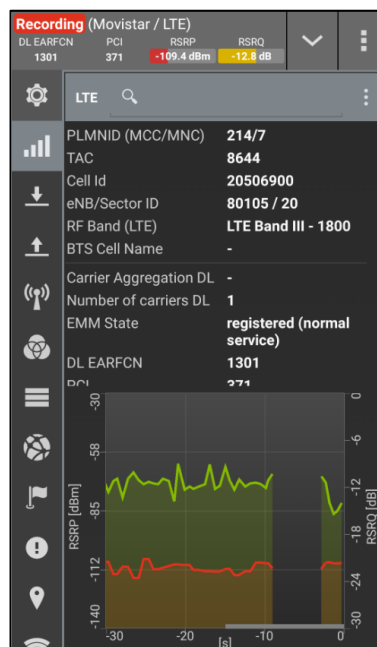 Recording (Movistar / LTE)
DL EARFCN PCI RSRP RSRQ
1301 371 -109.4 dBm -12.8 dB
LTE
PLMNID (MCC/MNC) 214/7
TAC 8644
Cell Id 20506900
eNB/Sector ID 80105 / 20
RF Band (LTE) LTE Band III - 1800
BTS Cell Name -
Carrier Aggregation DL -
Number of carriers DL 1
EMM State registered (normal
service)
DL EARFCN 1301
PCI 371
-30 0
-58 -6
-85 -12
-112 -18
-140 -24
-30
RSRP [dBm] RSRQ [dB]
-30 -20 -10 0
[s]